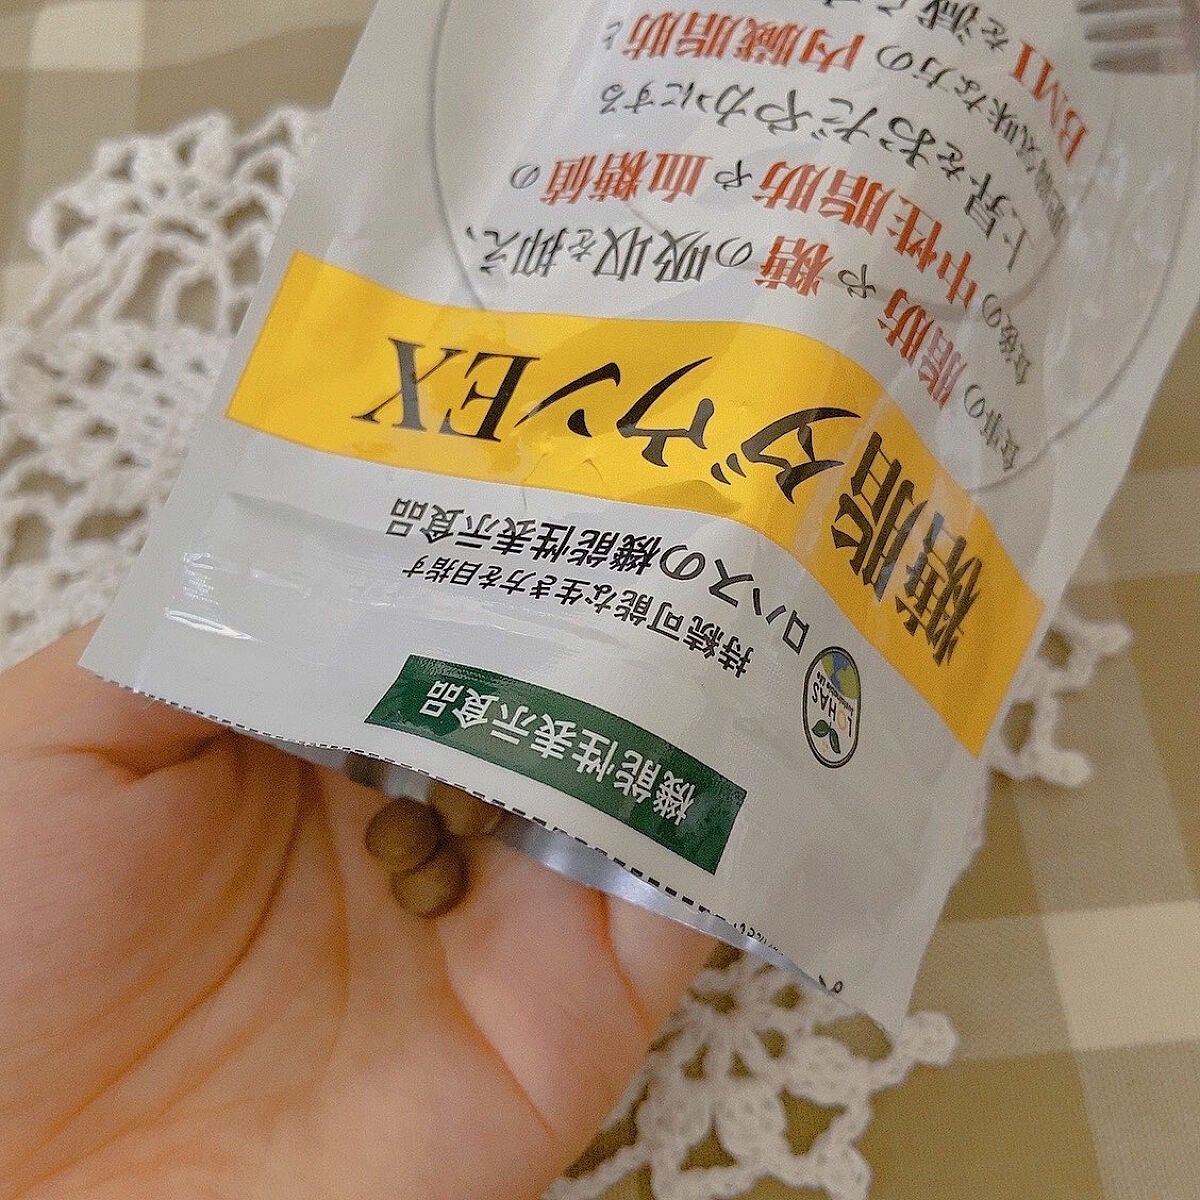 機能性表示食品
持続可能な生き方を目指す
LOHAS
ロハスの機能性表示食品
糖脂ダウンEX
食事の脂肪や糖の吸収を抑え、
食後の中性脂肪や血糖値の
上昇をおだやかにする
肥満気味な方の内臓脂肪と
BMIを減らす